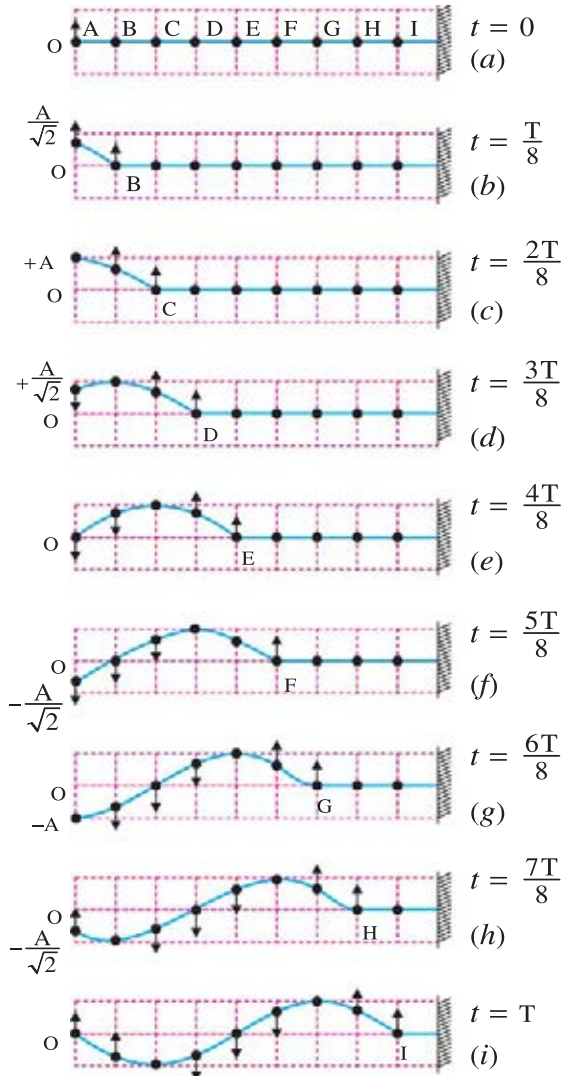 A B C D E F G H I t = 0
O
(a)
A/√2 t = T/8
O B (b)
+A t = 2T/8
O C (c)
+A/√2 t = 3T/8
O D (d)
O E t = 4T/8
(e)
O t = 5T/8
-A/√2 F (f)
O t = 6T/8
-A G (g)
O t = 7T/8
-A/√2 H (h)
O t = T
I (i)